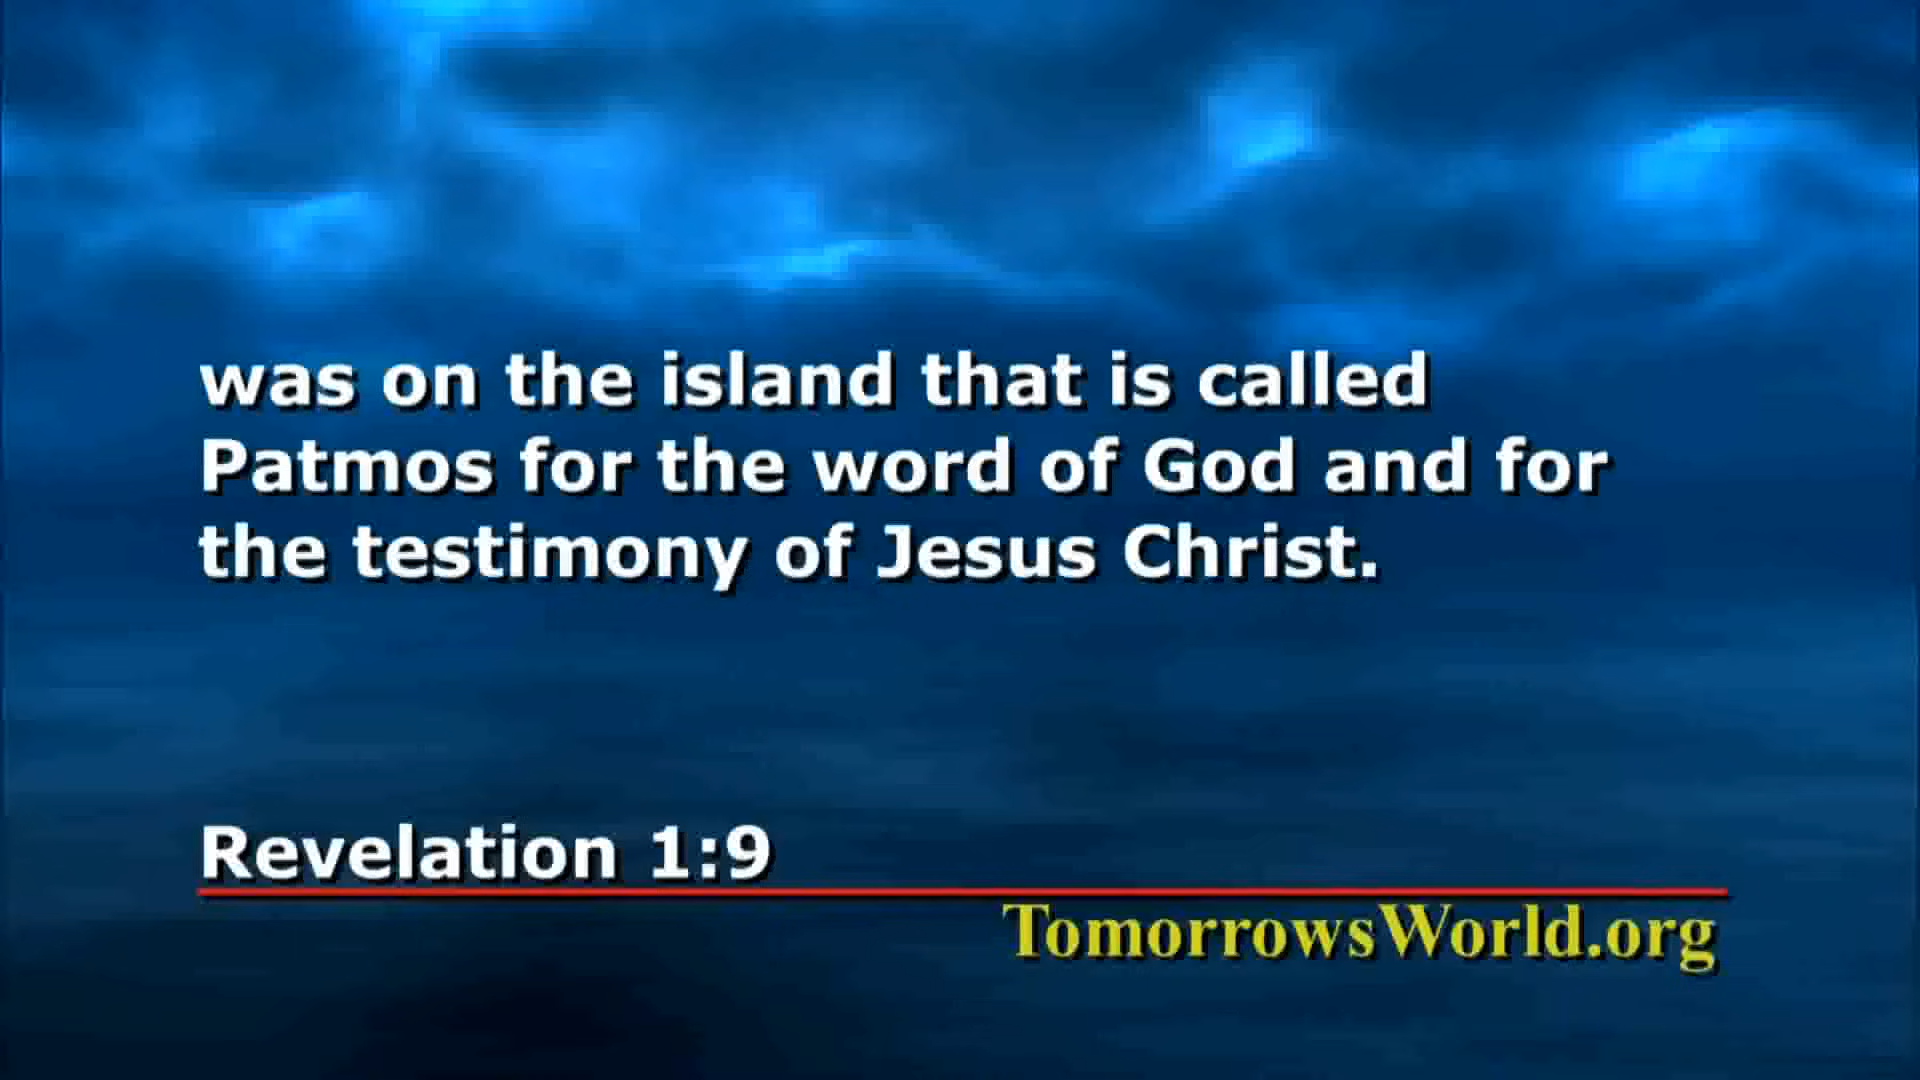 was on the island that is called
Patmos for the word of God and for
the testimony of Jesus Christ.
Revelation 1:9
TomorrowsWorld.org